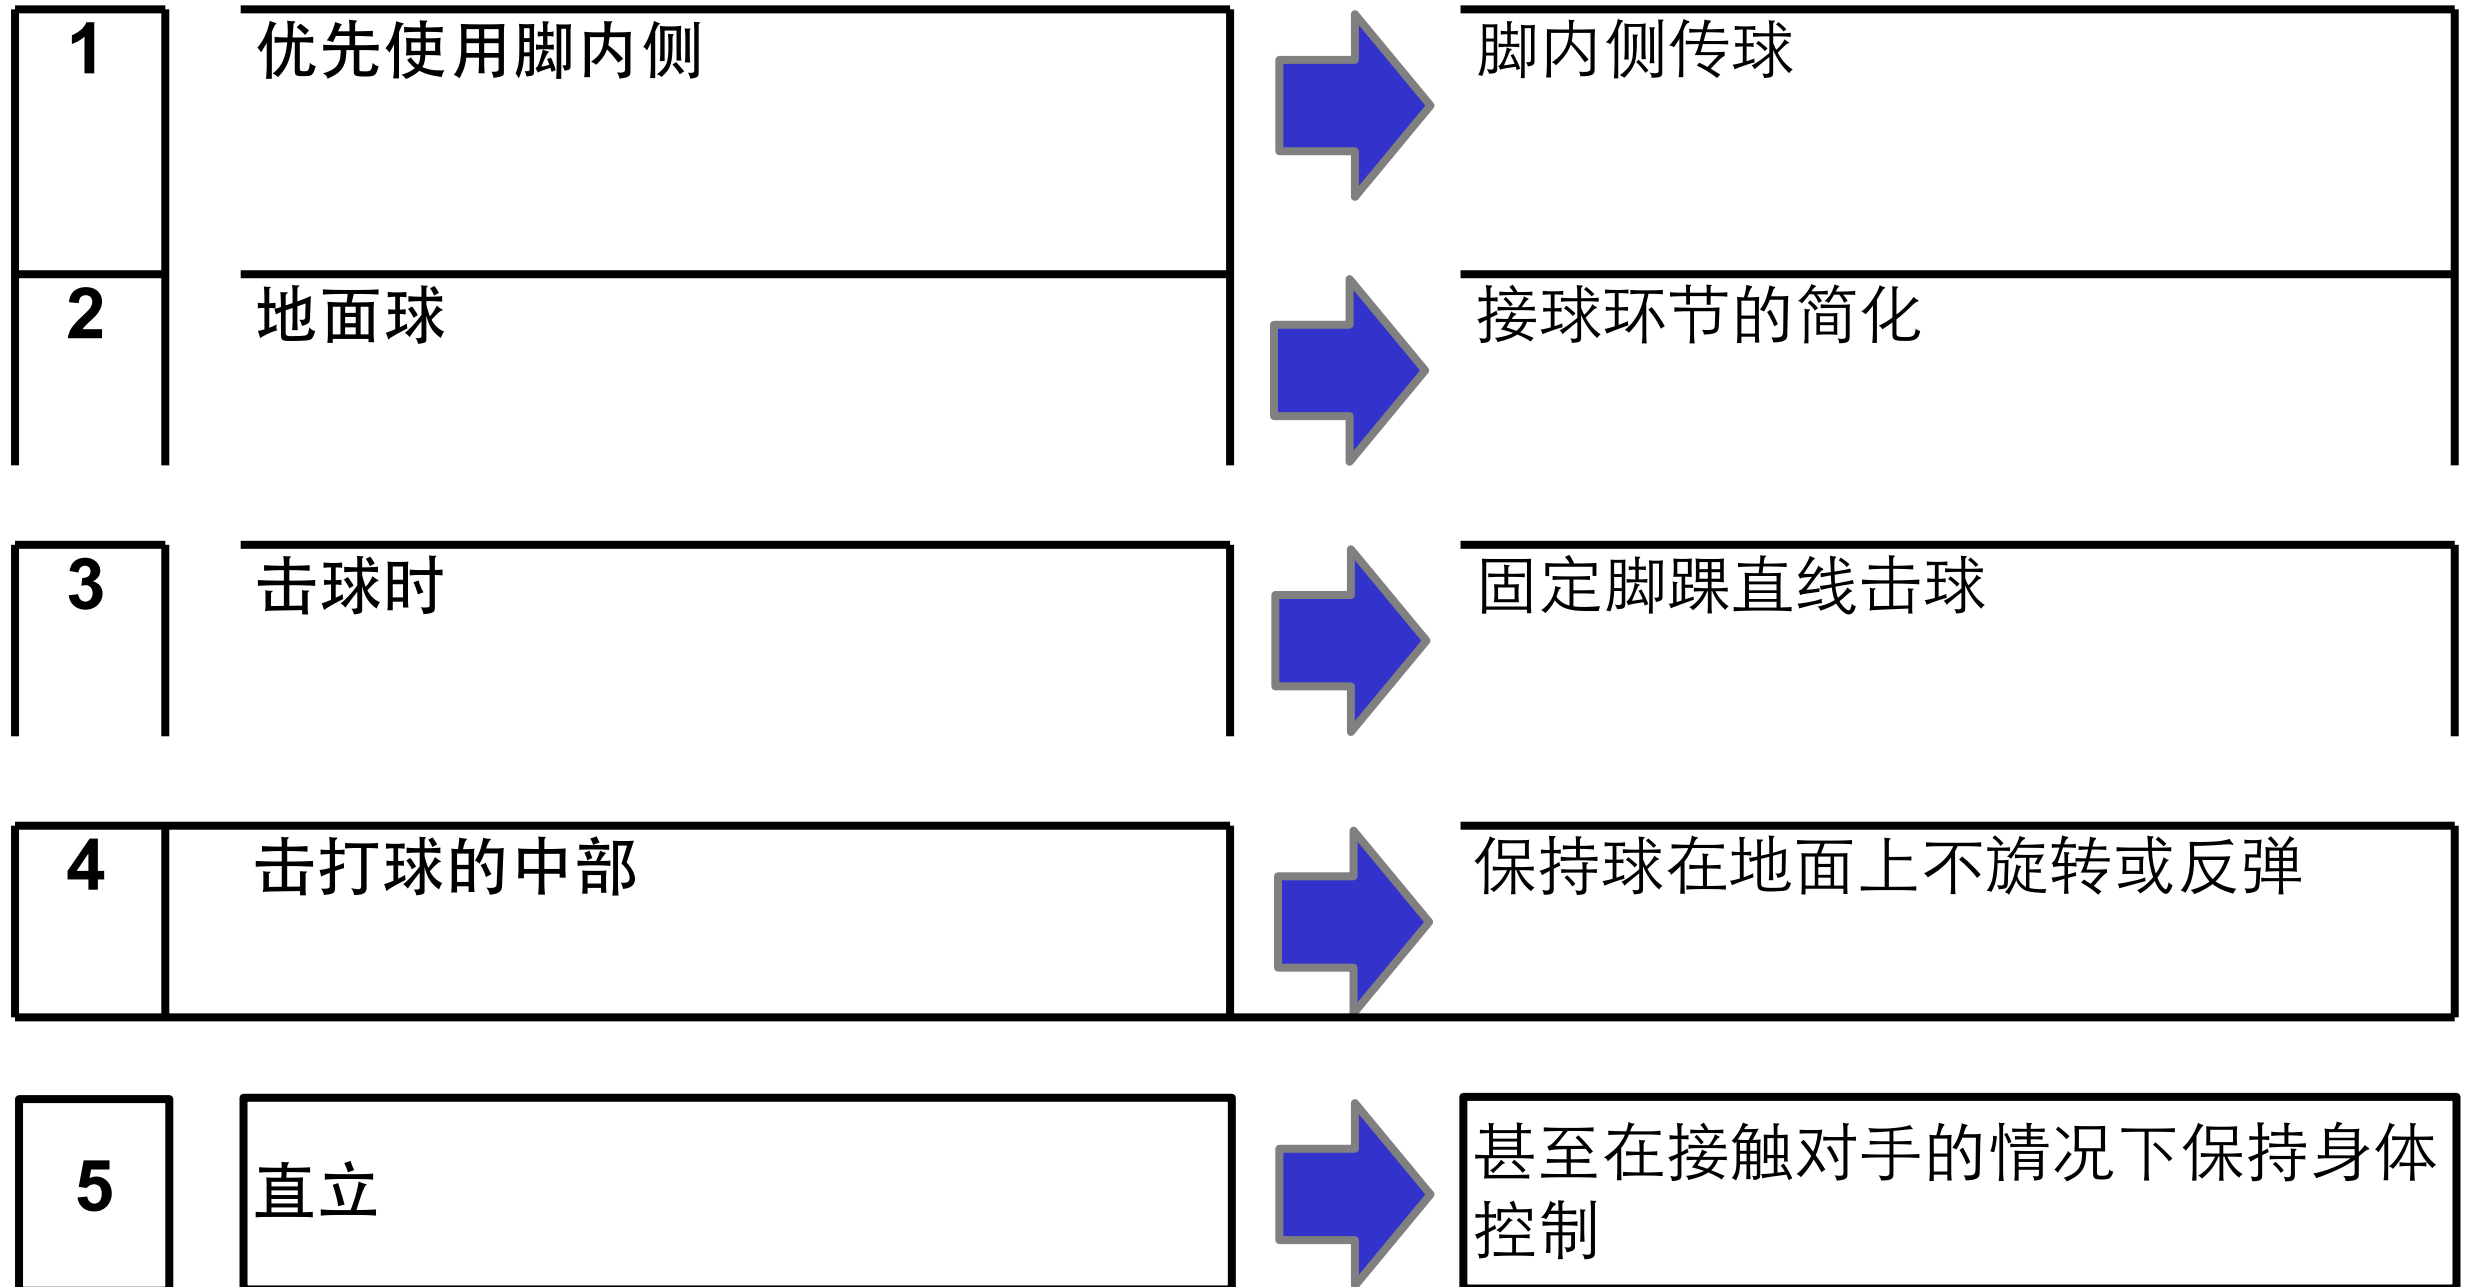 1 优先使用脚内侧 脚内侧传球
2 地面球 接球环节的简化
3 击球时 固定脚踝直线击球
4 击打球的中部 保持球在地面上不旋转或反弹
5 直立 甚至在接触对手的情况下保持身体
控制